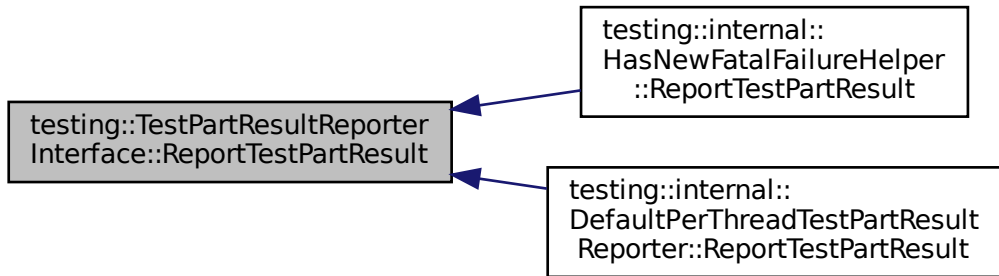 testing::TestPartResultReporter
Interface::ReportTestPartResult
testing::internal::
HasNewFatalFailureHelper
::ReportTestPartResult
testing::internal::
DefaultPerThreadTestPartResult
Reporter::ReportTestPartResult